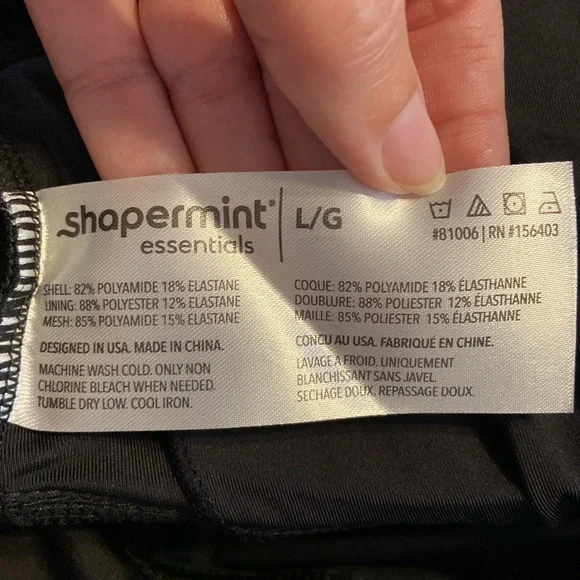 shapermint®
essentials
L/G
#81006 | RN #156403
SHELL: 82% POLYAMIDE 18% ELASTANE
LINING: 88% POLYESTER 12% ELASTANE
MESH: 85% POLYAMIDE 15% ELASTANE
DESIGNED IN USA. MADE IN CHINA.
MACHINE WASH COLD. ONLY NON
CHLORINE BLEACH WHEN NEEDED.
TUMBLE DRY LOW. COOL IRON.
COQUE: 82% POLYAMIDE 18% ÉLASTHANNE
DOUBLURE: 88% POLIESTER 12% ÉLASTHANNE
MAILLE: 85% POLIESTER 15% ÉLASTHANNE
CONÇU AU USA. FABRIQUÉ EN CHINE.
LAVAGE A FROID. UNIQUEMENT
BLANCHISSANT SANS JAVEL.
SECHAGE DOUX. REPASSAGE DOUX.